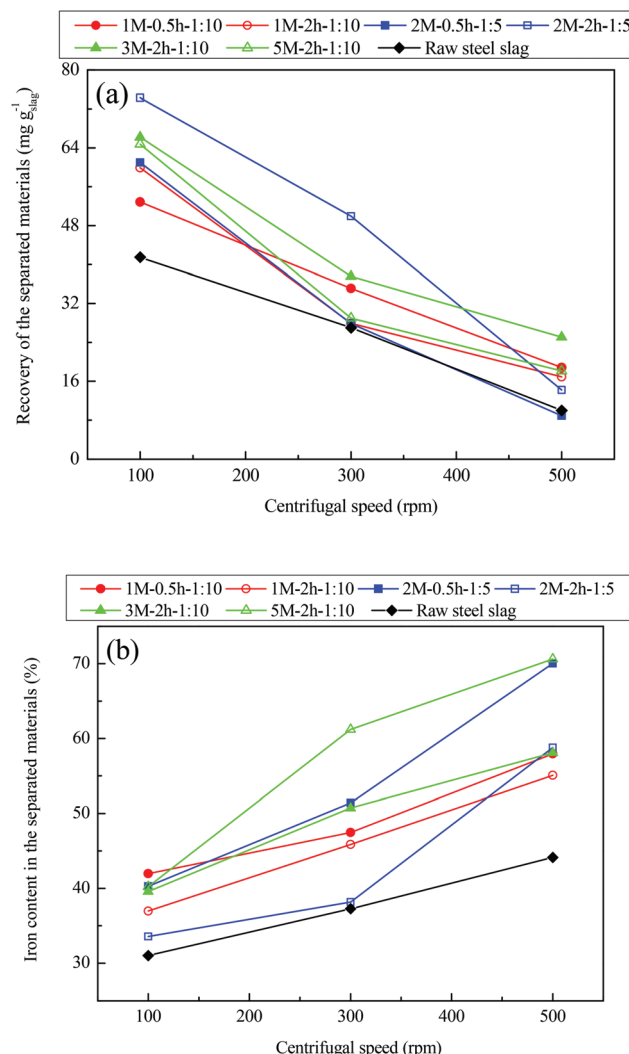 1M-0.5h-1:10 1M-2h-1:10 2M-0.5h-1:5 2M-2h-1:5
3M-2h-1:10 5M-2h-1:10 Raw steel slag
(a)
Recovery of the separated materials (mg g⁻¹slag)
80
64
48
32
16
0
100 200 300 400 500
Centrifugal speed (rpm)
1M-0.5h-1:10 1M-2h-1:10 2M-0.5h-1:5 2M-2h-1:5
3M-2h-1:10 5M-2h-1:10 Raw steel slag
(b)
Iron content in the separated materials (%)
70
60
50
40
30
100 200 300 400 500
Centrifugal speed (rpm)